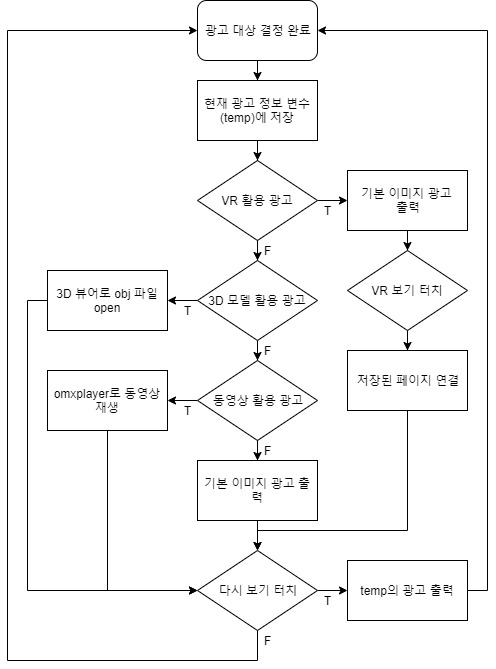 광고 대상 결정 완료
현재 광고 정보 변수
(temp)에 저장
VR 활용 광고
T
기본 이미지 광고
출력
F
3D 뷰어로 obj 파일
open
T
3D 모델 활용 광고
VR 보기 터치
F
omxplayer로 동영상
재생
T
동영상 활용 광고
저장된 페이지 연결
F
기본 이미지 광고 출
력
다시 보기 터치
T
temp의 광고 출력
F